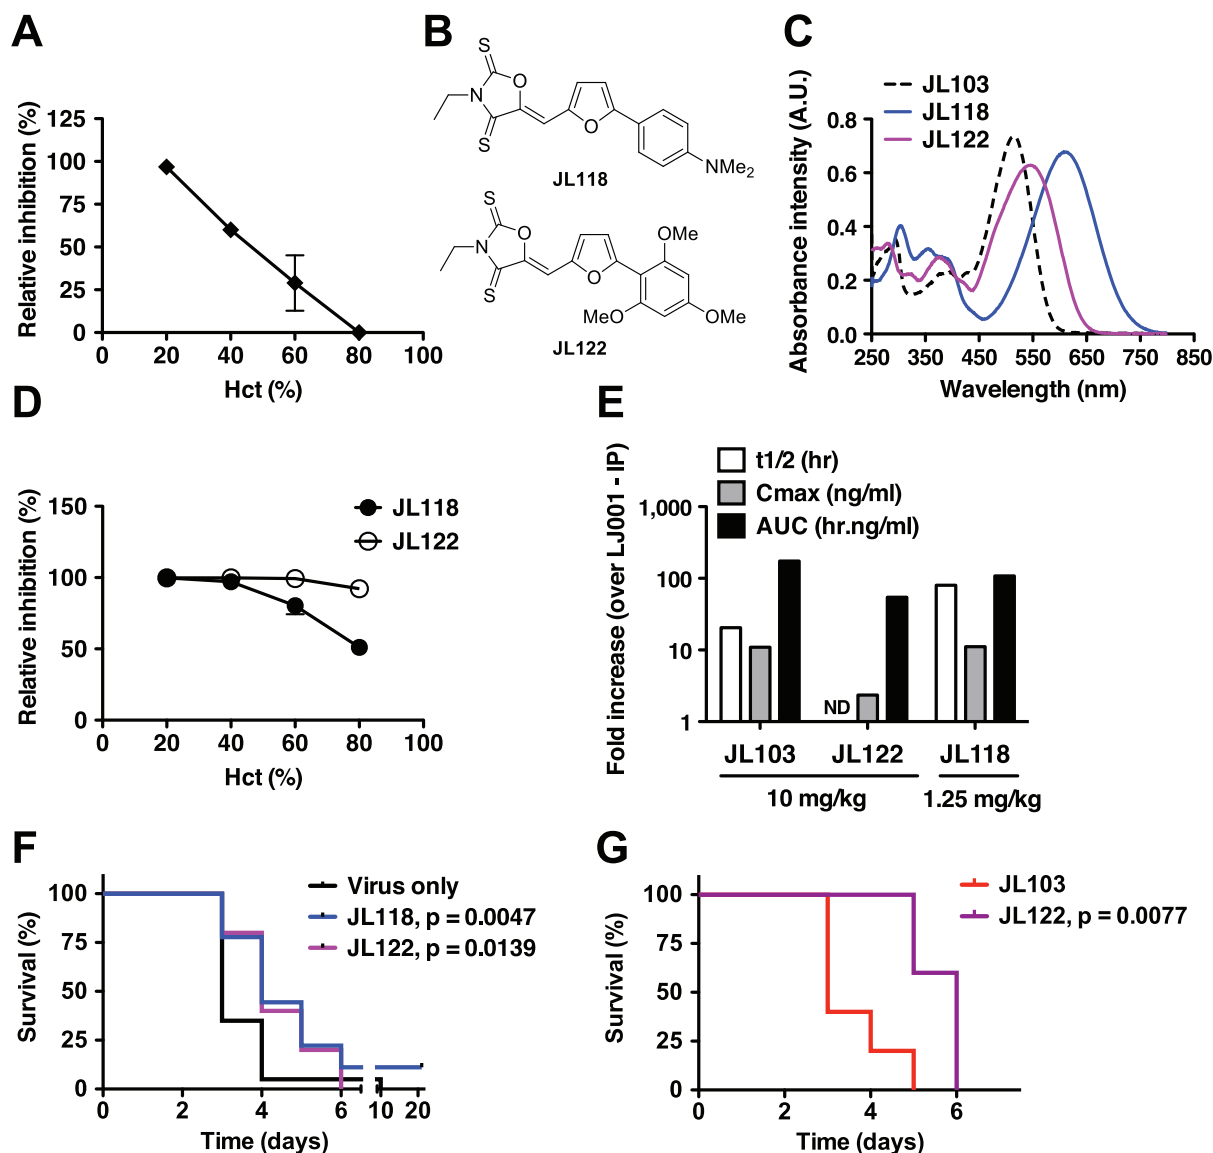 A
Relative inhibition (%)
125
100
75
50
25
0
0 20 40 60 80 100
Hct (%)
B
S
O
N
S
O
NMe2
JL118
S
O
N
S
O
OMe
MeO
OMe
JL122
C
JL103
JL118
JL122
Absorbance intensity (A.U.)
0.8
0.6
0.4
0.2
0.0
250 350 450 550 650 750 850
Wavelength (nm)
D
Relative inhibition (%)
150
100
50
0
JL118
JL122
0 20 40 60 80 100
Hct (%)
E
t1/2 (hr)
Cmax (ng/ml)
AUC (hr.ng/ml)
Fold increase (over LJ001 - IP)
1,000
100
10
1
ND
JL103 JL122 JL118
10 mg/kg 1.25 mg/kg
F
Virus only
JL118, p = 0.0047
JL122, p = 0.0139
Survival (%)
100
75
50
25
0
0 2 4 6 10 20
Time (days)
G
JL103
JL122, p = 0.0077
Survival (%)
100
75
50
25
0
0 2 4 6
Time (days)